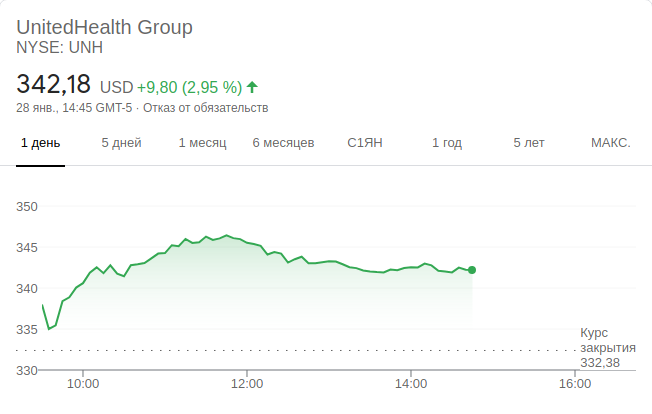 UnitedHealth Group
NYSE: UNH
342,18 USD +9,80 (2,95 %)
28 янв., 14:45 GMT-5 · Отказ от обязательств
1 день 5 дней 1 месяц 6 месяцев С1ЯН 1 год 5 лет МАКС.
350
345
340
335
Курс
закрытия
332,38
330
10:00 12:00 14:00 16:00